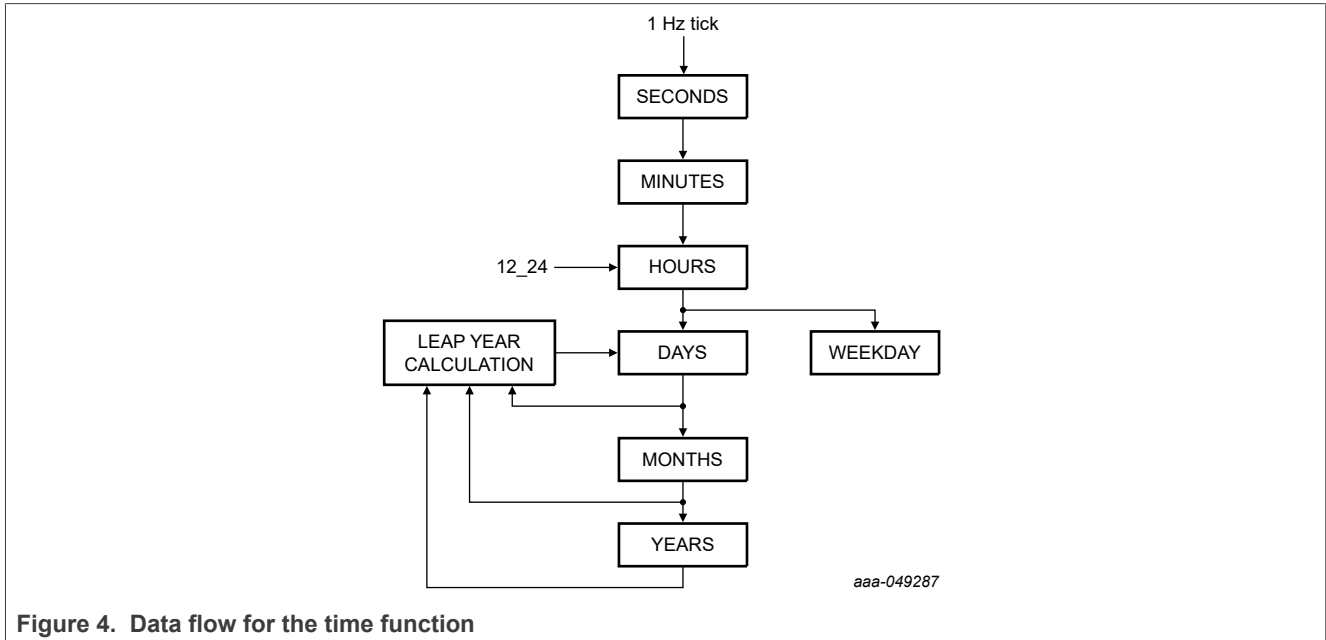 1 Hz tick
SECONDS
MINUTES
12_24
HOURS
LEAP YEAR
CALCULATION
DAYS
WEEKDAY
MONTHS
YEARS
aaa-049287
Figure 4. Data flow for the time function